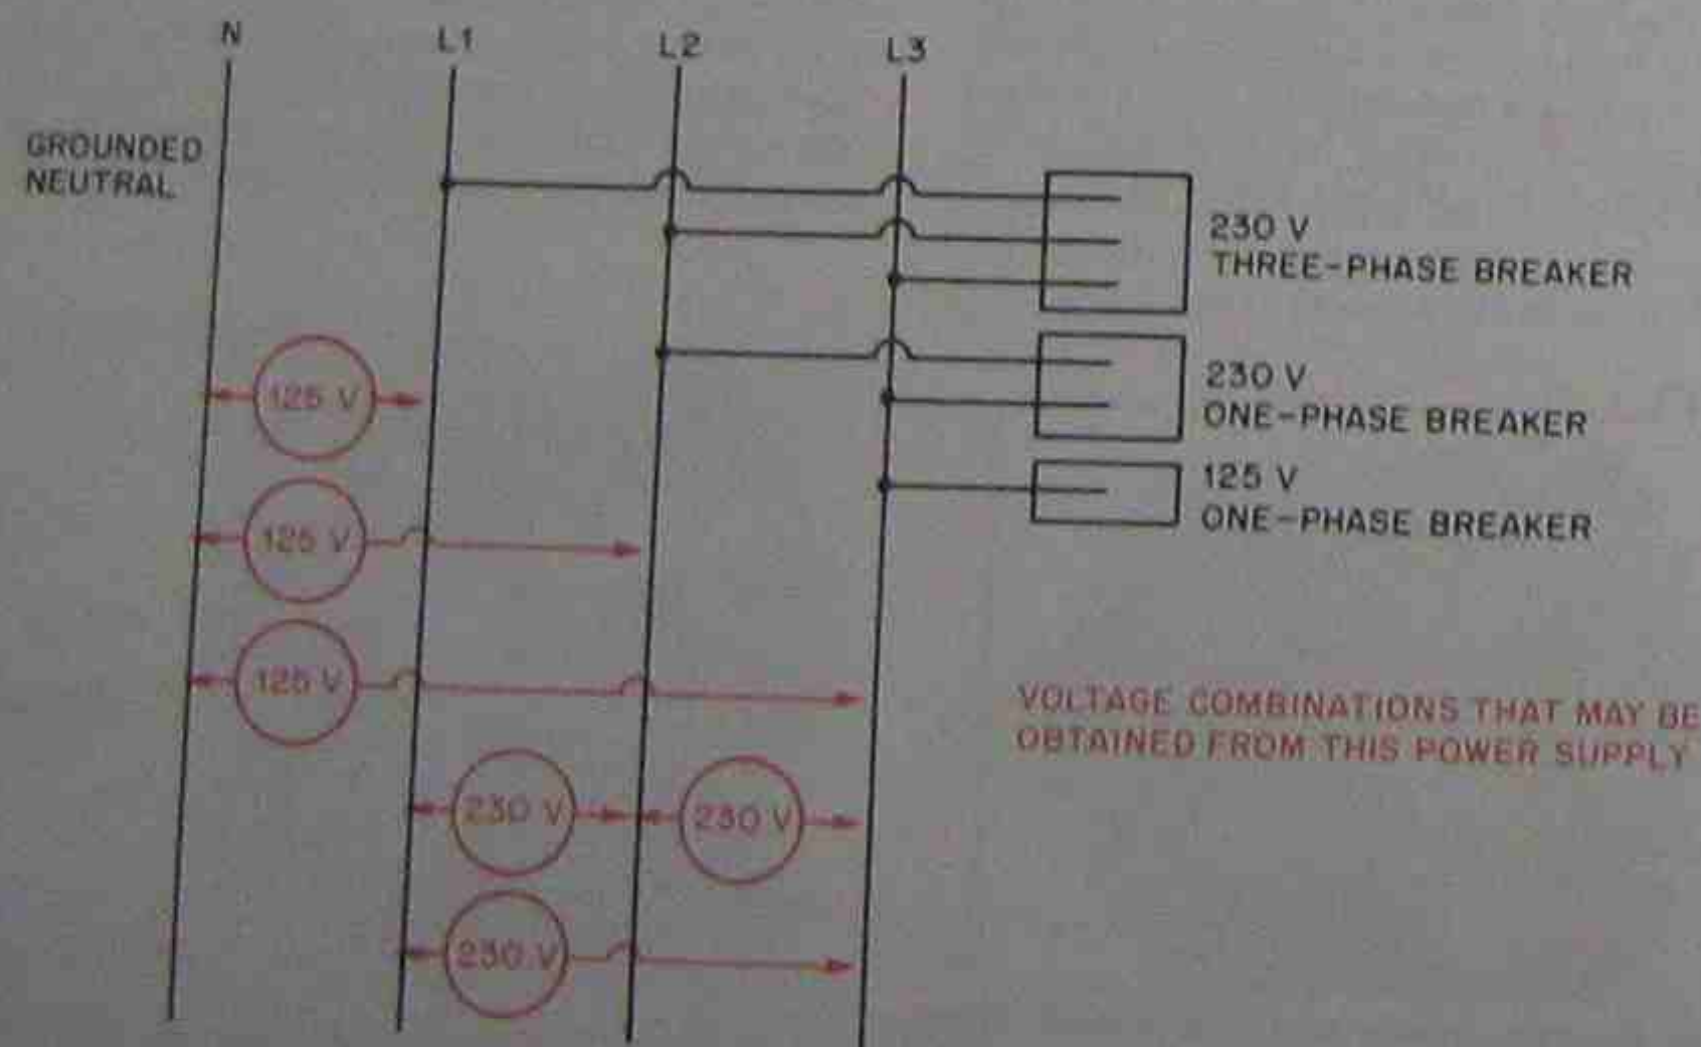 N
L1
L2
L3
GROUNDED
NEUTRAL
230 V
THREE-PHASE BREAKER
230 V
ONE-PHASE BREAKER
125 V
ONE-PHASE BREAKER
125 V
125 V
125 V
VOLTAGE COMBINATIONS THAT MAY BE
OBTAINED FROM THIS POWER SUPPLY
230 V
230 V
230 V